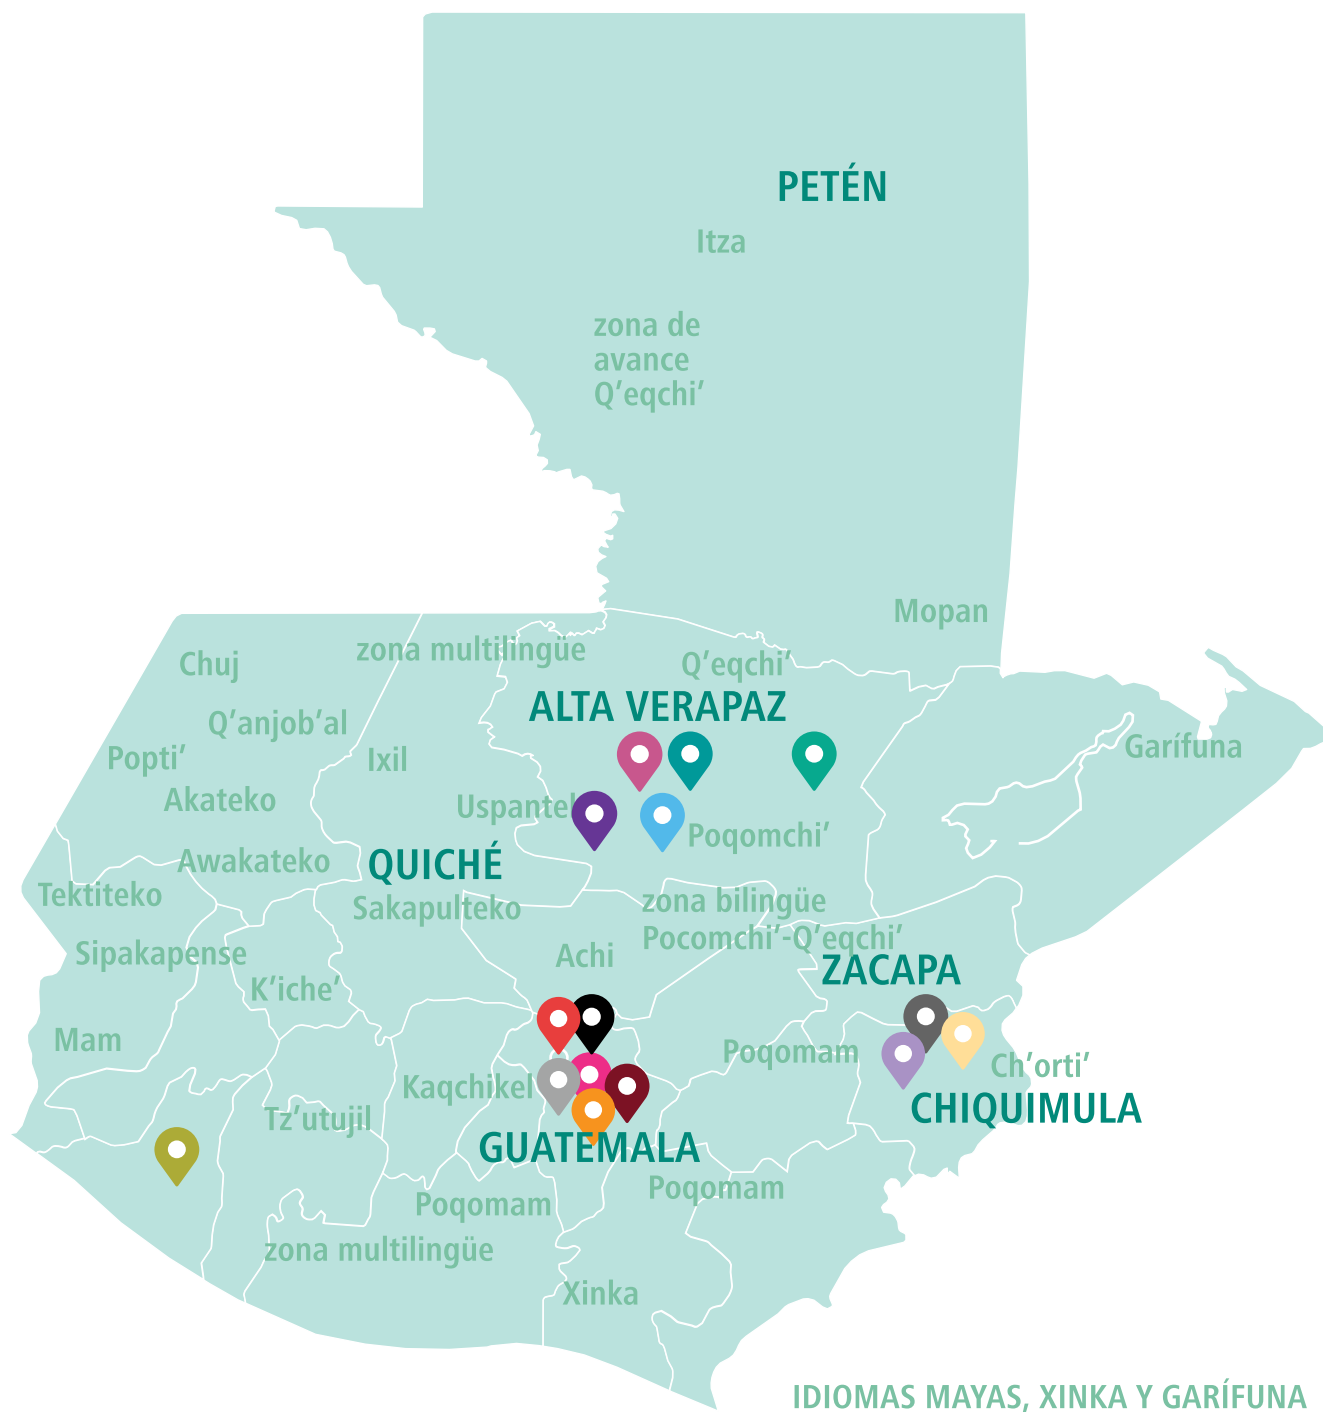 PETÉN
Itza
zona de
avance
Q'eqchi'
Mopan
zona multilingüe
Chuj
Q'eqchi'
ALTA VERAPAZ
Q'anjob'al
Garífuna
Popti'
Ixil
Akateko
Uspantek
Poqomchi'
Awakateko
QUICHÉ
Tektiteko
Sakapulteko
zona bilingüe
Pocomchi'-Q'eqchi'
Sipakapense
Achi
ZACAPA
K'iche'
Mam
Poqomam
Ch'orti'
Kaqchikel
CHIQUIMULA
Tz'utujil
GUATEMALA
Poqomam
Poqomam
zona multilingüe
Xinka
IDIOMAS MAYAS, XINKA Y GARÍFUNA